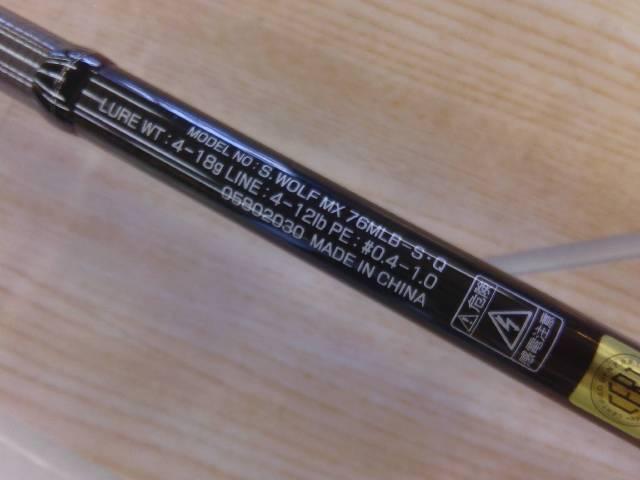 MODEL NO : S. WOLF MX 76MLB-S・Q
LURE WT : 4-18g LINE : 4-12lb PE : #0.4-1.0
05802030 MADE IN CHINA
危険
感電注意